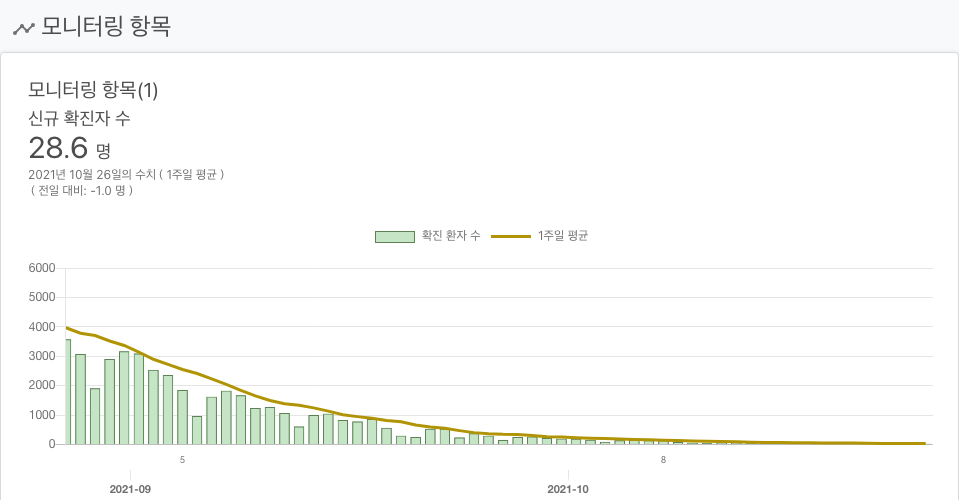 모니터링 항목
모니터링 항목(1)
신규 확진자 수
28.6 명
2021년 10월 26일의 수치 ( 1주일 평균 )
( 전일 대비: -1.0 명 )
확진 환자 수 1주일 평균
6000
5000
4000
3000
2000
1000
0
5 8
2021-09 2021-10